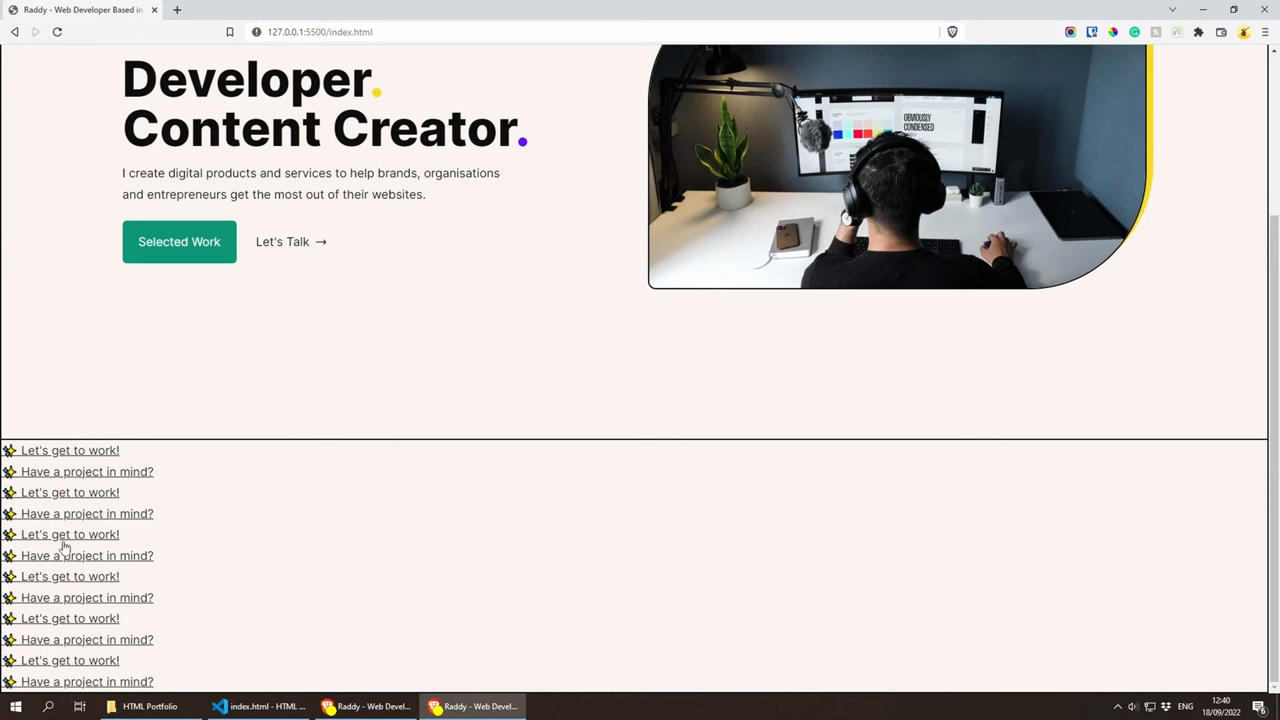 Raddy - Web Developer Based in
127.0.0.1:5500/index.html
Developer.
Content Creator.
I create digital products and services to help brands, organisations
and entrepreneurs get the most out of their websites.
Selected Work
Let's Talk →
OBVIOUSLY
CONDENSED
✨ Let's get to work!
✨ Have a project in mind?
✨ Let's get to work!
✨ Have a project in mind?
✨ Let's get to work!
✨ Have a project in mind?
✨ Let's get to work!
✨ Have a project in mind?
✨ Let's get to work!
✨ Have a project in mind?
✨ Let's get to work!
✨ Have a project in mind?
HTML Portfolio
index.html - HTML ...
Raddy - Web Devel...
Raddy - Web Devel...
ENG
12:40
18/09/2022
6